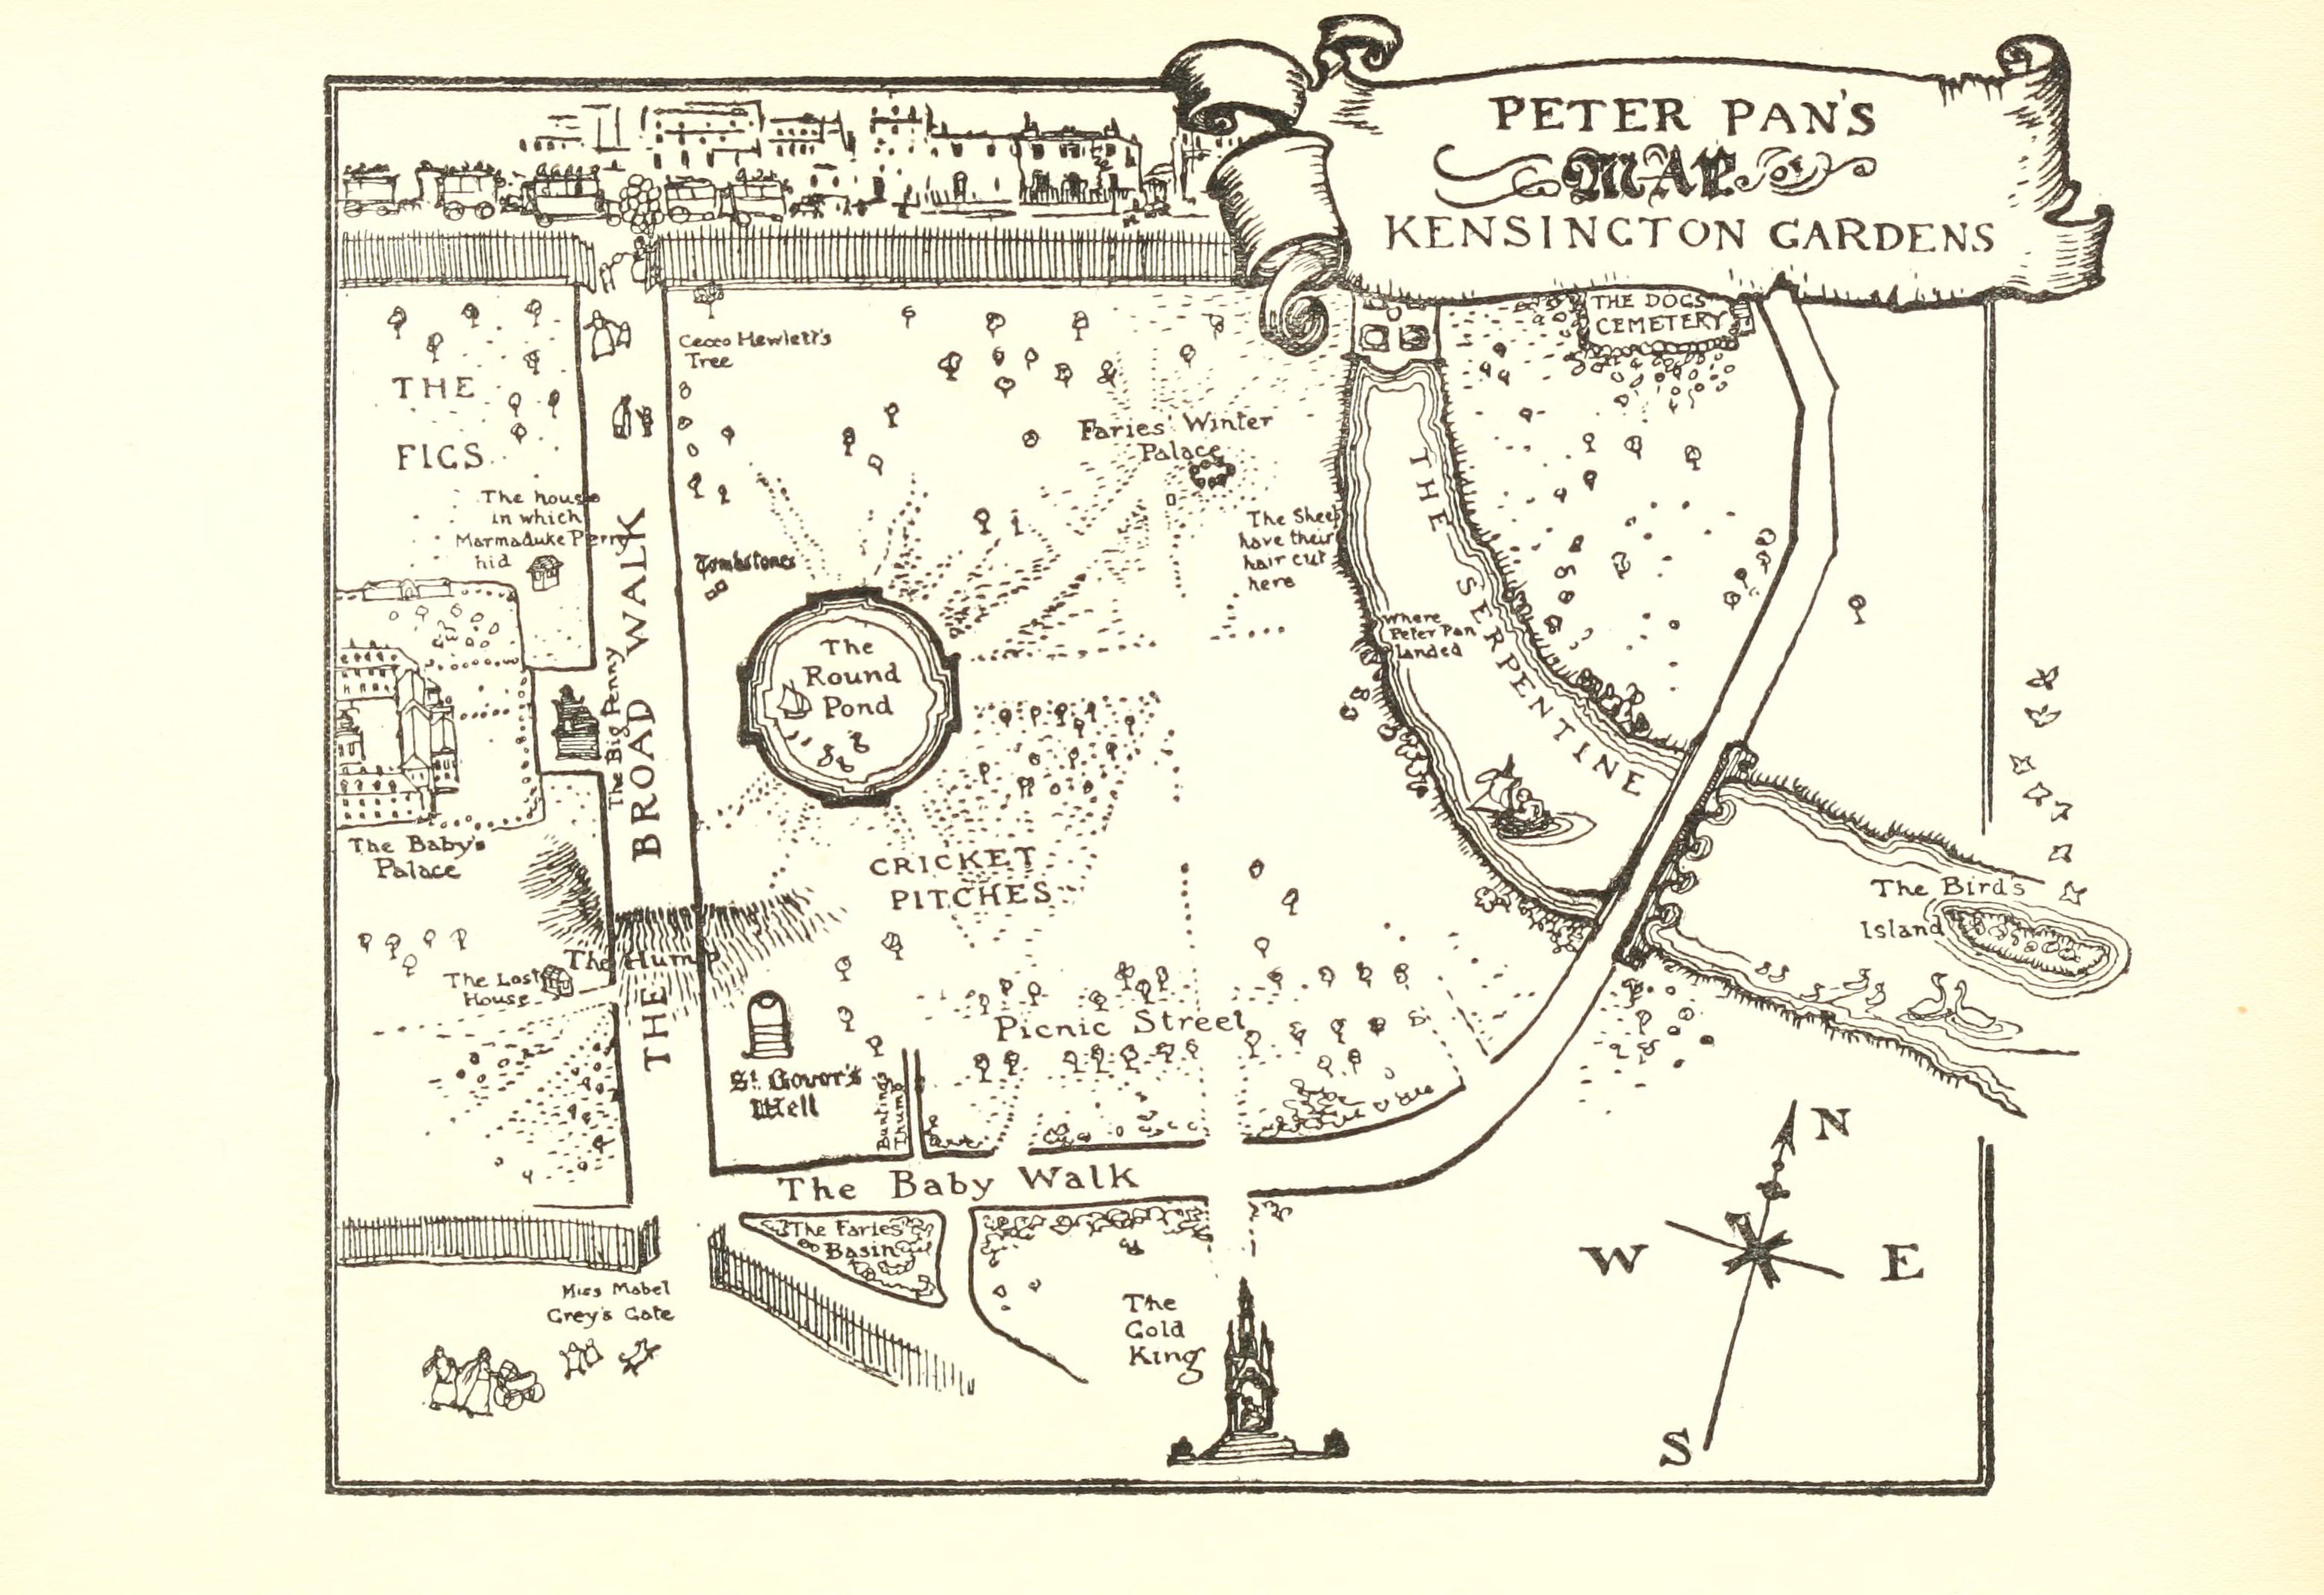 PETER PAN'S
MAP of
KENSINGTON GARDENS
THE DOGS'
CEMETERY
Cecco Hewlett's
Tree
THE
FIGS
Faries' Winter
Palace
The house
in which
Marmaduke Perry
hid
The Sheep
have their
hair cut
here
Tombstones
THE SERPENTINE
where
Peter Pan
Landed
The
Round
Pond
The Big Penny
THE BROAD WALK
The Baby's
Palace
CRICKET
PITCHES
The Bird's
Island
The Hump
The Lost
House
Picnic Street
St. Govor's
Well
Buntings
Thumb
The Baby Walk
The Faries'
Basin
Miss Mabel
Grey's Gate
The
Gold
King
N
W
E
S